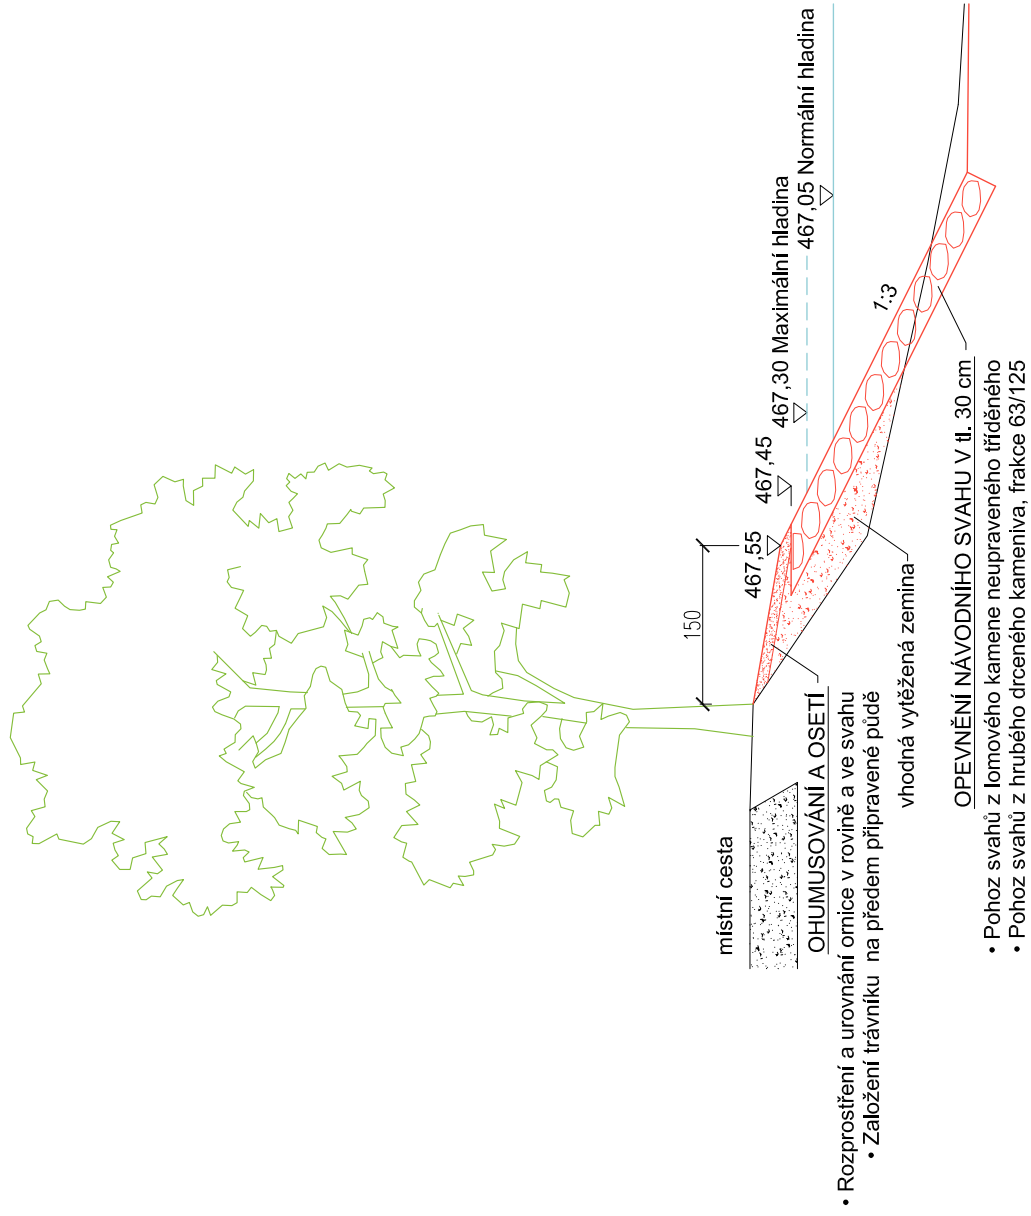 467,05 Normální hladina
467,30 Maximální hladina
467,45
467,55
150
1:3
místní cesta
OHUMUSOVÁNÍ A OSETÍ
• Rozprostření a urovnání ornice v rovině a ve svahu
• Založení trávníku na předem připravené půdě
vhodná vytěžená zemina
OPEVNĚNÍ NÁVODNÍHO SVAHU V tl. 30 cm
• Pohoz svahů z lomového kamene neupraveného tříděného
• Pohoz svahů z hrubého drceného kameniva, frakce 63/125